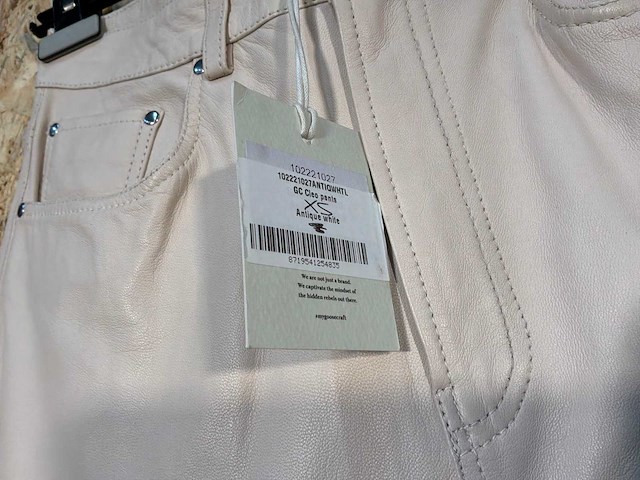 102221027
102221027ANTIQWHTL
GC Cleo pants
XS
Antique white
8719541254835
We are not just a brand.
We captivate the mindset of
the hidden rebels out there.
#mygoosecraft